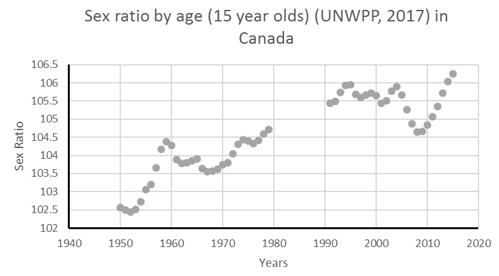 Sex ratio by age (15 year olds) (UNWPP, 2017) in
Canada
106.5
106
105.5
105
104.5
104
103.5
103
102.5
102
Sex Ratio
1940 1950 1960 1970 1980 1990 2000 2010 2020
Years